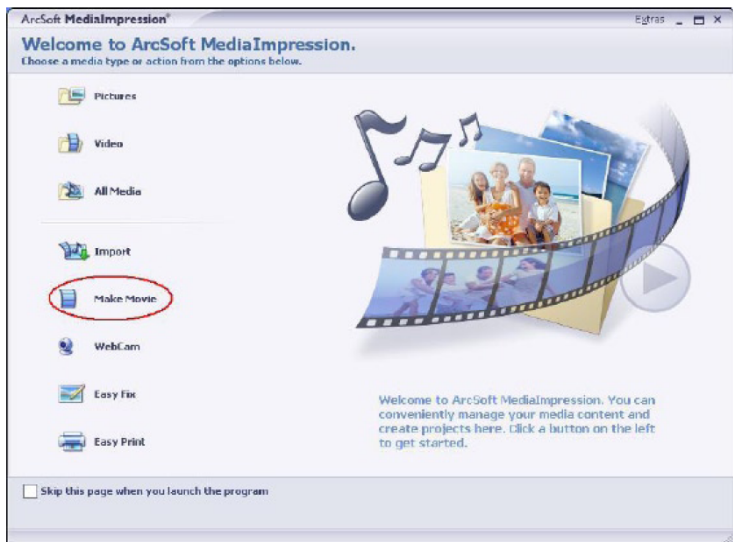 ArcSoft MediaImpression®
Extras
Welcome to ArcSoft MediaImpression.
Choose a media type or action from the options below.
Pictures
Video
All Media
Import
Make Movie
WebCam
Easy Fix
Easy Print
Welcome to ArcSoft MediaImpression. You can
conveniently manage your media content and
create projects here. Click a button on the left
to get started.
Skip this page when you launch the program